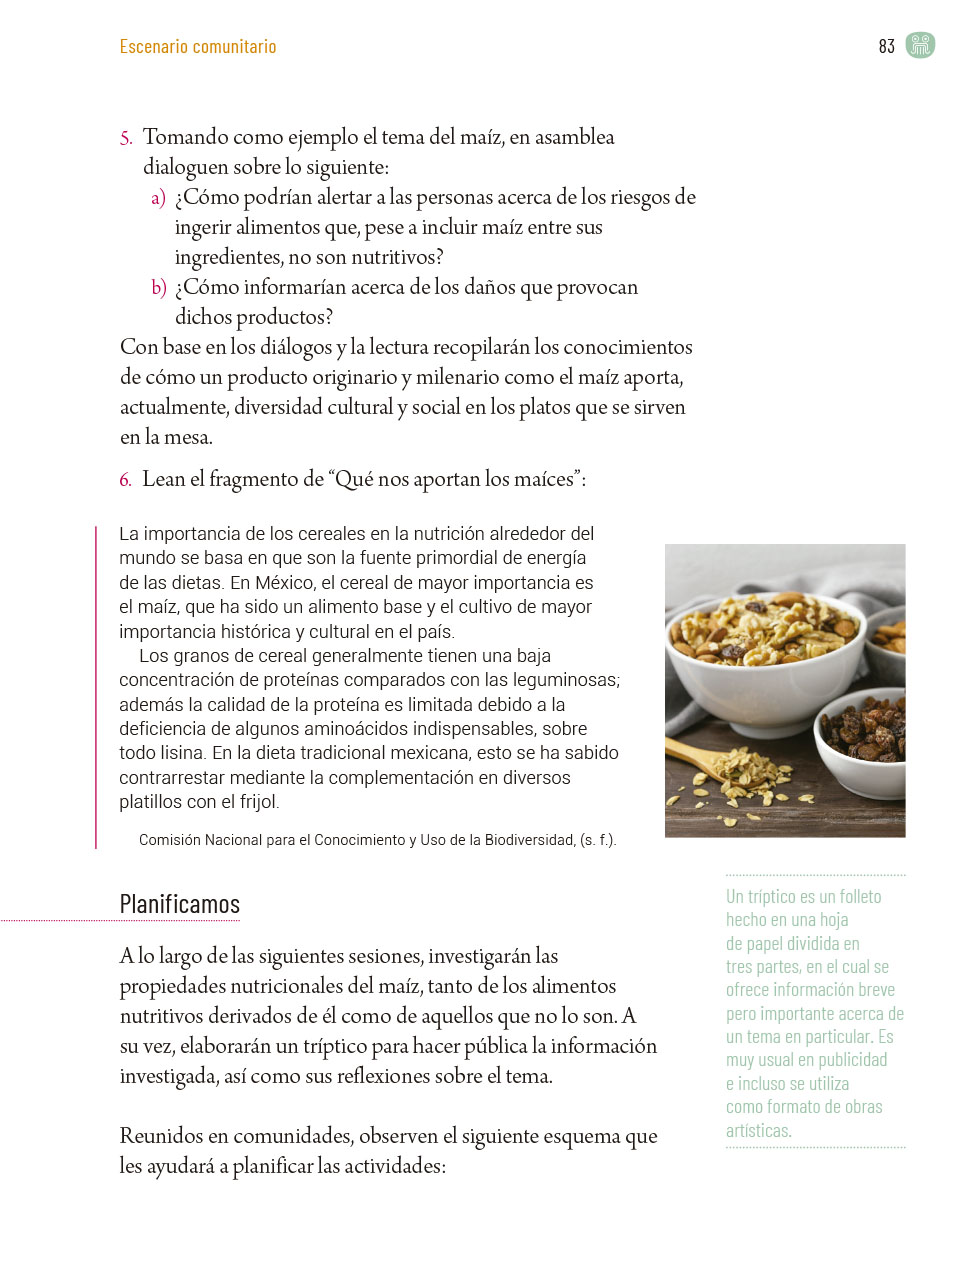 Escenario comunitario
83
5. Tomando como ejemplo el tema del maíz, en asamblea
dialoguen sobre lo siguiente:
a) ¿Cómo podrían alertar a las personas acerca de los riesgos de
ingerir alimentos que, pese a incluir maíz entre sus
ingredientes, no son nutritivos?
b) ¿Cómo informarían acerca de los daños que provocan
dichos productos?
Con base en los diálogos y la lectura recopilarán los conocimientos
de cómo un producto originario y milenario como el maíz aporta,
actualmente, diversidad cultural y social en los platos que se sirven
en la mesa.
6. Lean el fragmento de “Qué nos aportan los maíces”:
La importancia de los cereales en la nutrición alrededor del
mundo se basa en que son la fuente primordial de energía
de las dietas. En México, el cereal de mayor importancia es
el maíz, que ha sido un alimento base y el cultivo de mayor
importancia histórica y cultural en el país.
Los granos de cereal generalmente tienen una baja
concentración de proteínas comparados con las leguminosas;
además la calidad de la proteína es limitada debido a la
deficiencia de algunos aminoácidos indispensables, sobre
todo lisina. En la dieta tradicional mexicana, esto se ha sabido
contrarrestar mediante la complementación en diversos
platillos con el frijol.
Comisión Nacional para el Conocimiento y Uso de la Biodiversidad, (s. f.).
Planificamos
A lo largo de las siguientes sesiones, investigarán las
propiedades nutricionales del maíz, tanto de los alimentos
nutritivos derivados de él como de aquellos que no lo son. A
su vez, elaborarán un tríptico para hacer pública la información
investigada, así como sus reflexiones sobre el tema.
Reunidos en comunidades, observen el siguiente esquema que
les ayudará a planificar las actividades:
Un tríptico es un folleto
hecho en una hoja
de papel dividida en
tres partes, en el cual se
ofrece información breve
pero importante acerca de
un tema en particular. Es
muy usual en publicidad
e incluso se utiliza
como formato de obras
artísticas.